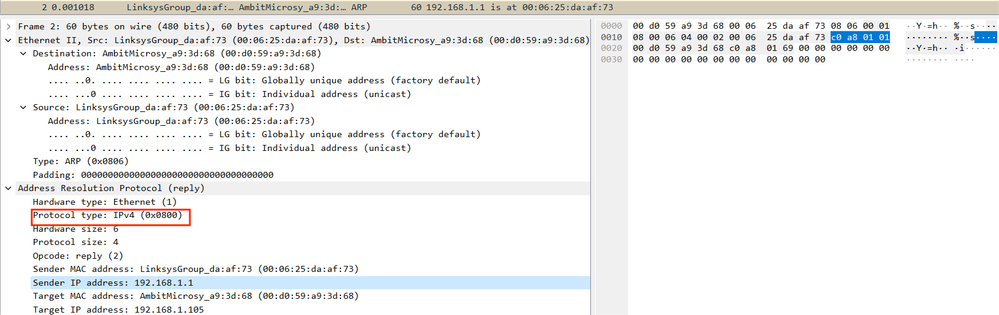 2 0.001018 LinksysGroup_da:af:… AmbitMicrosy_a9:3d:… ARP 60 192.168.1.1 is at 00:06:25:da:af:73
Frame 2: 60 bytes on wire (480 bits), 60 bytes captured (480 bits)
Ethernet II, Src: LinksysGroup_da:af:73 (00:06:25:da:af:73), Dst: AmbitMicrosy_a9:3d:68 (00:d0:59:a9:3d:68)
Destination: AmbitMicrosy_a9:3d:68 (00:d0:59:a9:3d:68)
Address: AmbitMicrosy_a9:3d:68 (00:d0:59:a9:3d:68)
.... ..0. .... .... .... .... = LG bit: Globally unique address (factory default)
.... ...0 .... .... .... .... = IG bit: Individual address (unicast)
Source: LinksysGroup_da:af:73 (00:06:25:da:af:73)
Address: LinksysGroup_da:af:73 (00:06:25:da:af:73)
.... ..0. .... .... .... .... = LG bit: Globally unique address (factory default)
.... ...0 .... .... .... .... = IG bit: Individual address (unicast)
Type: ARP (0x0806)
Padding: 000000000000000000000000000000000000
Address Resolution Protocol (reply)
Hardware type: Ethernet (1)
Protocol type: IPv4 (0x0800)
Hardware size: 6
Protocol size: 4
Opcode: reply (2)
Sender MAC address: LinksysGroup_da:af:73 (00:06:25:da:af:73)
Sender IP address: 192.168.1.1
Target MAC address: AmbitMicrosy_a9:3d:68 (00:d0:59:a9:3d:68)
Target IP address: 192.168.1.105
0000 00 d0 59 a9 3d 68 00 06 25 da af 73 08 06 00 01 ··Y·=h·· %··s····
0010 08 00 06 04 00 02 00 06 25 da af 73 c0 a8 01 01 ········ %··s····
0020 00 d0 59 a9 3d 68 c0 a8 01 69 00 00 00 00 00 00 ··Y·=h·· ·i······
0030 00 00 00 00 00 00 00 00 00 00 00 00 ········ ····